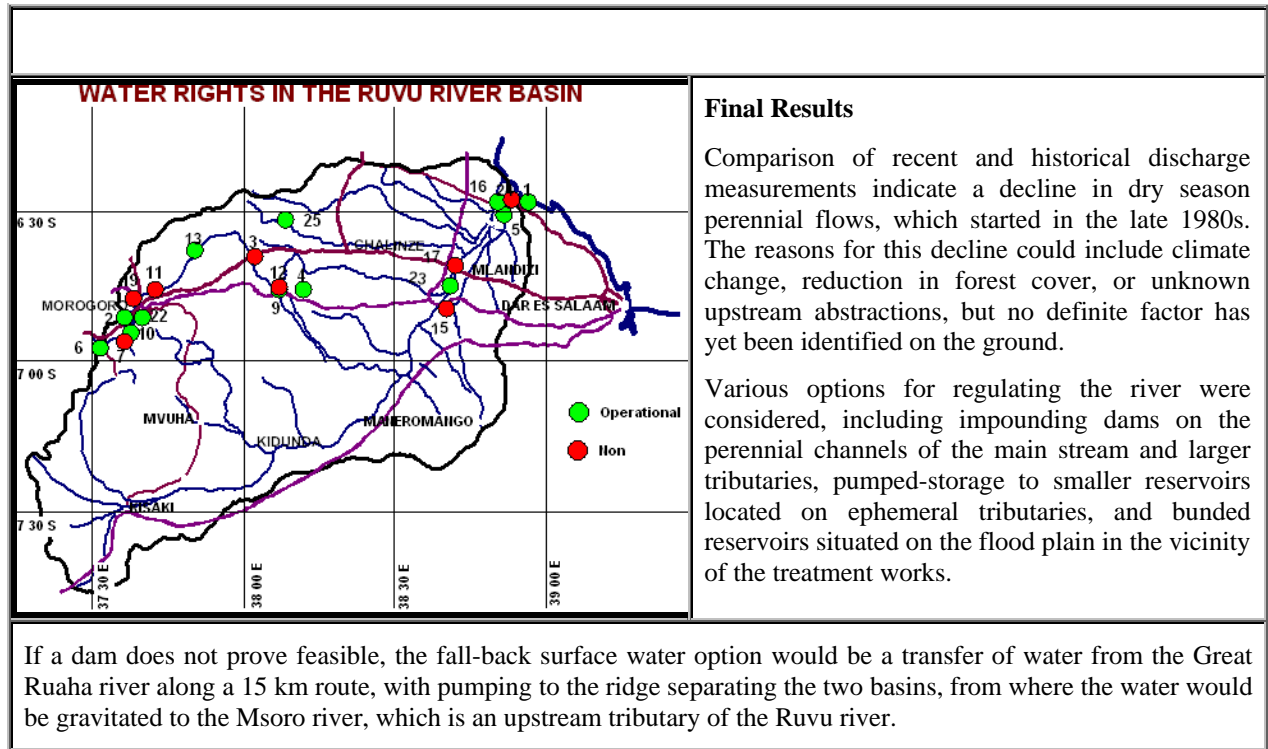 WATER RIGHTS IN THE RUVU RIVER BASIN
16
1
25
5
6 30 S
13
3
CHALINZE
17
11
12
4
23
MLANDIZI
9
MOROGORO
2
22
9
15
DAR ES SALAAM
10
6
7
7 00 S
MVUHA
MANEROMANGO
Operational
KIDUNDA
Non
KISAKI
7 30 S
37 30 E
38 00 E
38 30 E
39 00 E
Final Results
Comparison of recent and historical discharge
measurements indicate a decline in dry season
perennial flows, which started in the late 1980s.
The reasons for this decline could include climate
change, reduction in forest cover, or unknown
upstream abstractions, but no definite factor has
yet been identified on the ground.
Various options for regulating the river were
considered, including impounding dams on the
perennial channels of the main stream and larger
tributaries, pumped-storage to smaller reservoirs
located on ephemeral tributaries, and bunded
reservoirs situated on the flood plain in the vicinity
of the treatment works.
If a dam does not prove feasible, the fall-back surface water option would be a transfer of water from the Great
Ruaha river along a 15 km route, with pumping to the ridge separating the two basins, from where the water would
be gravitated to the Msoro river, which is an upstream tributary of the Ruvu river.